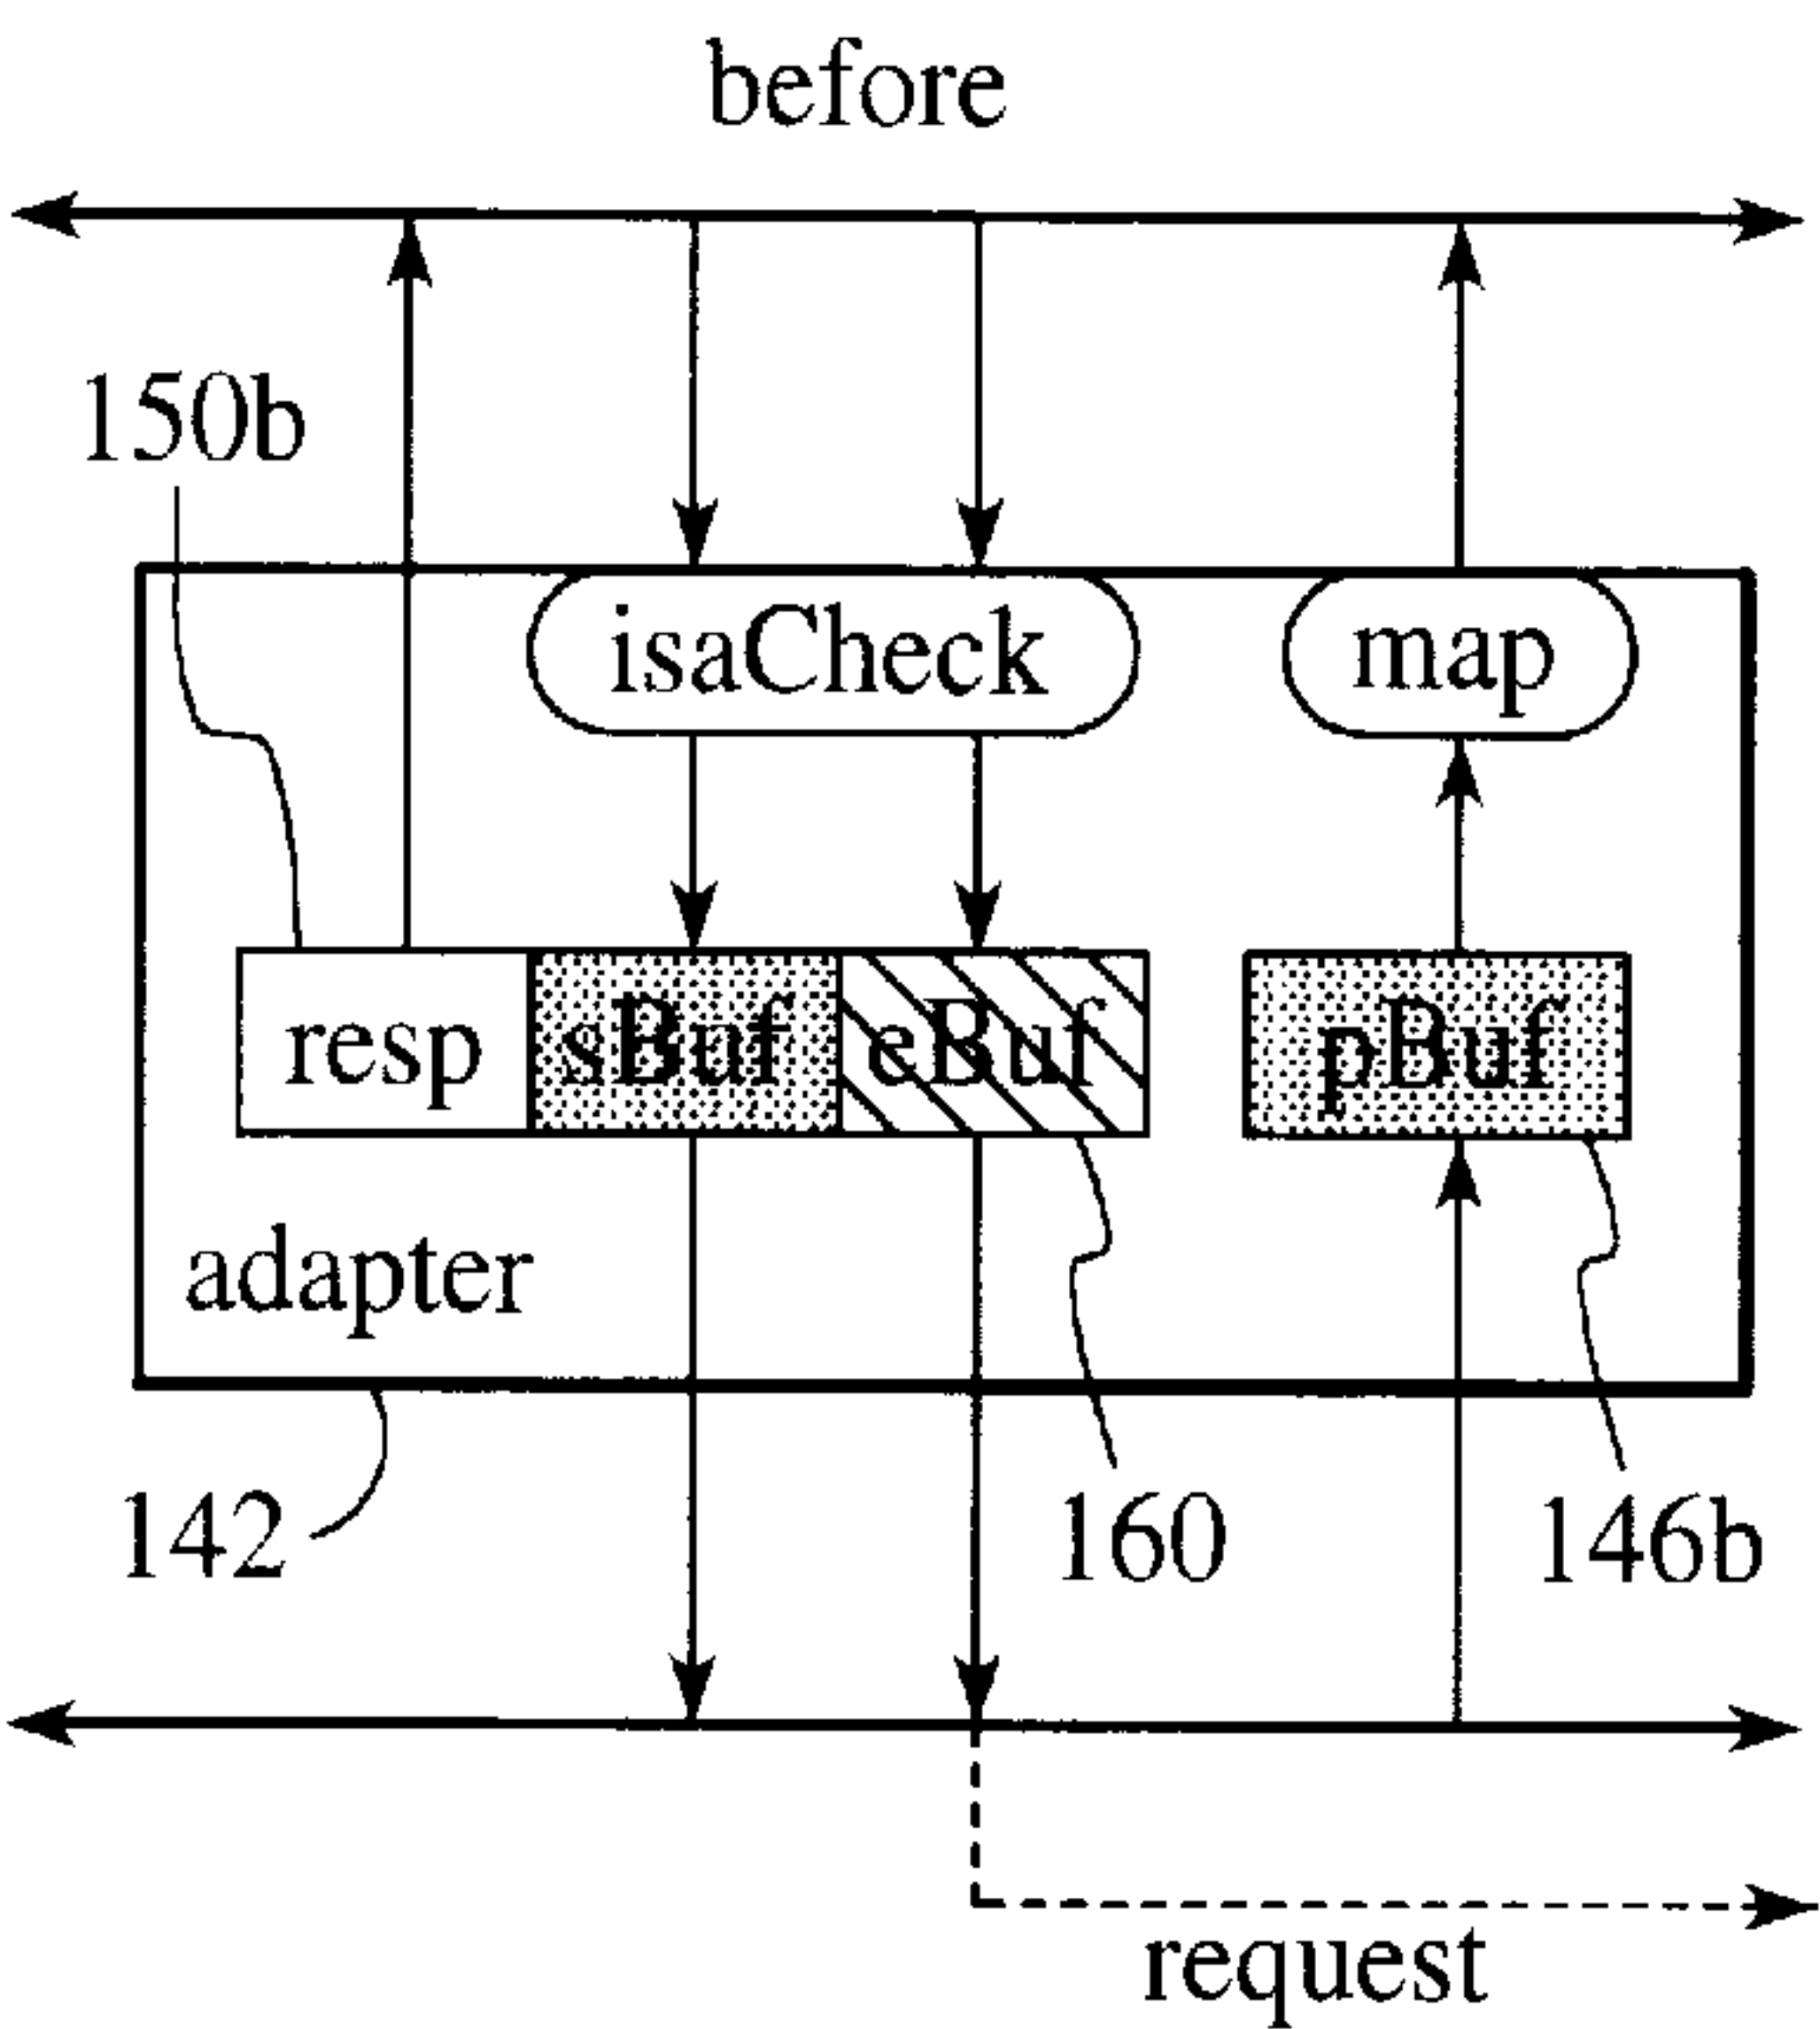 before
150b
isaCheck
map
resp
sBuf
eBuf
pBuf
adapter
142
160
146b
request